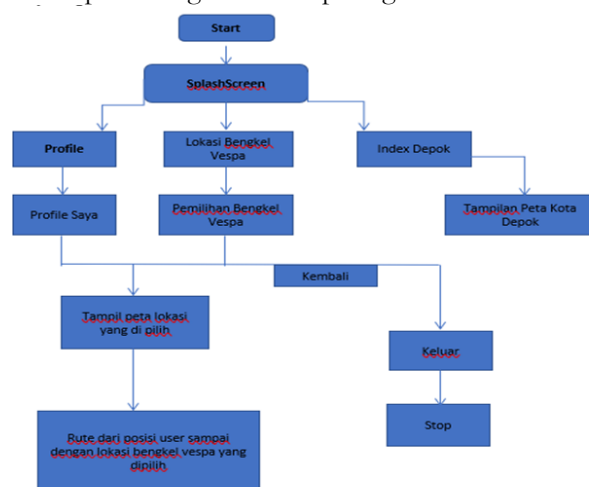 Start
SplashScreen
Profile
Lokasi Bengkel
Vespa
Index Depok
Profile Saya
Pemilihan Bengkel
Vespa
Tampilan Peta Kota
Depok
Kembali
Tampil peta lokasi
yang di pilih
Keluar
Rute dari posisi user sampai
dengan lokasi bengkel vespa yang
dipilih
Stop